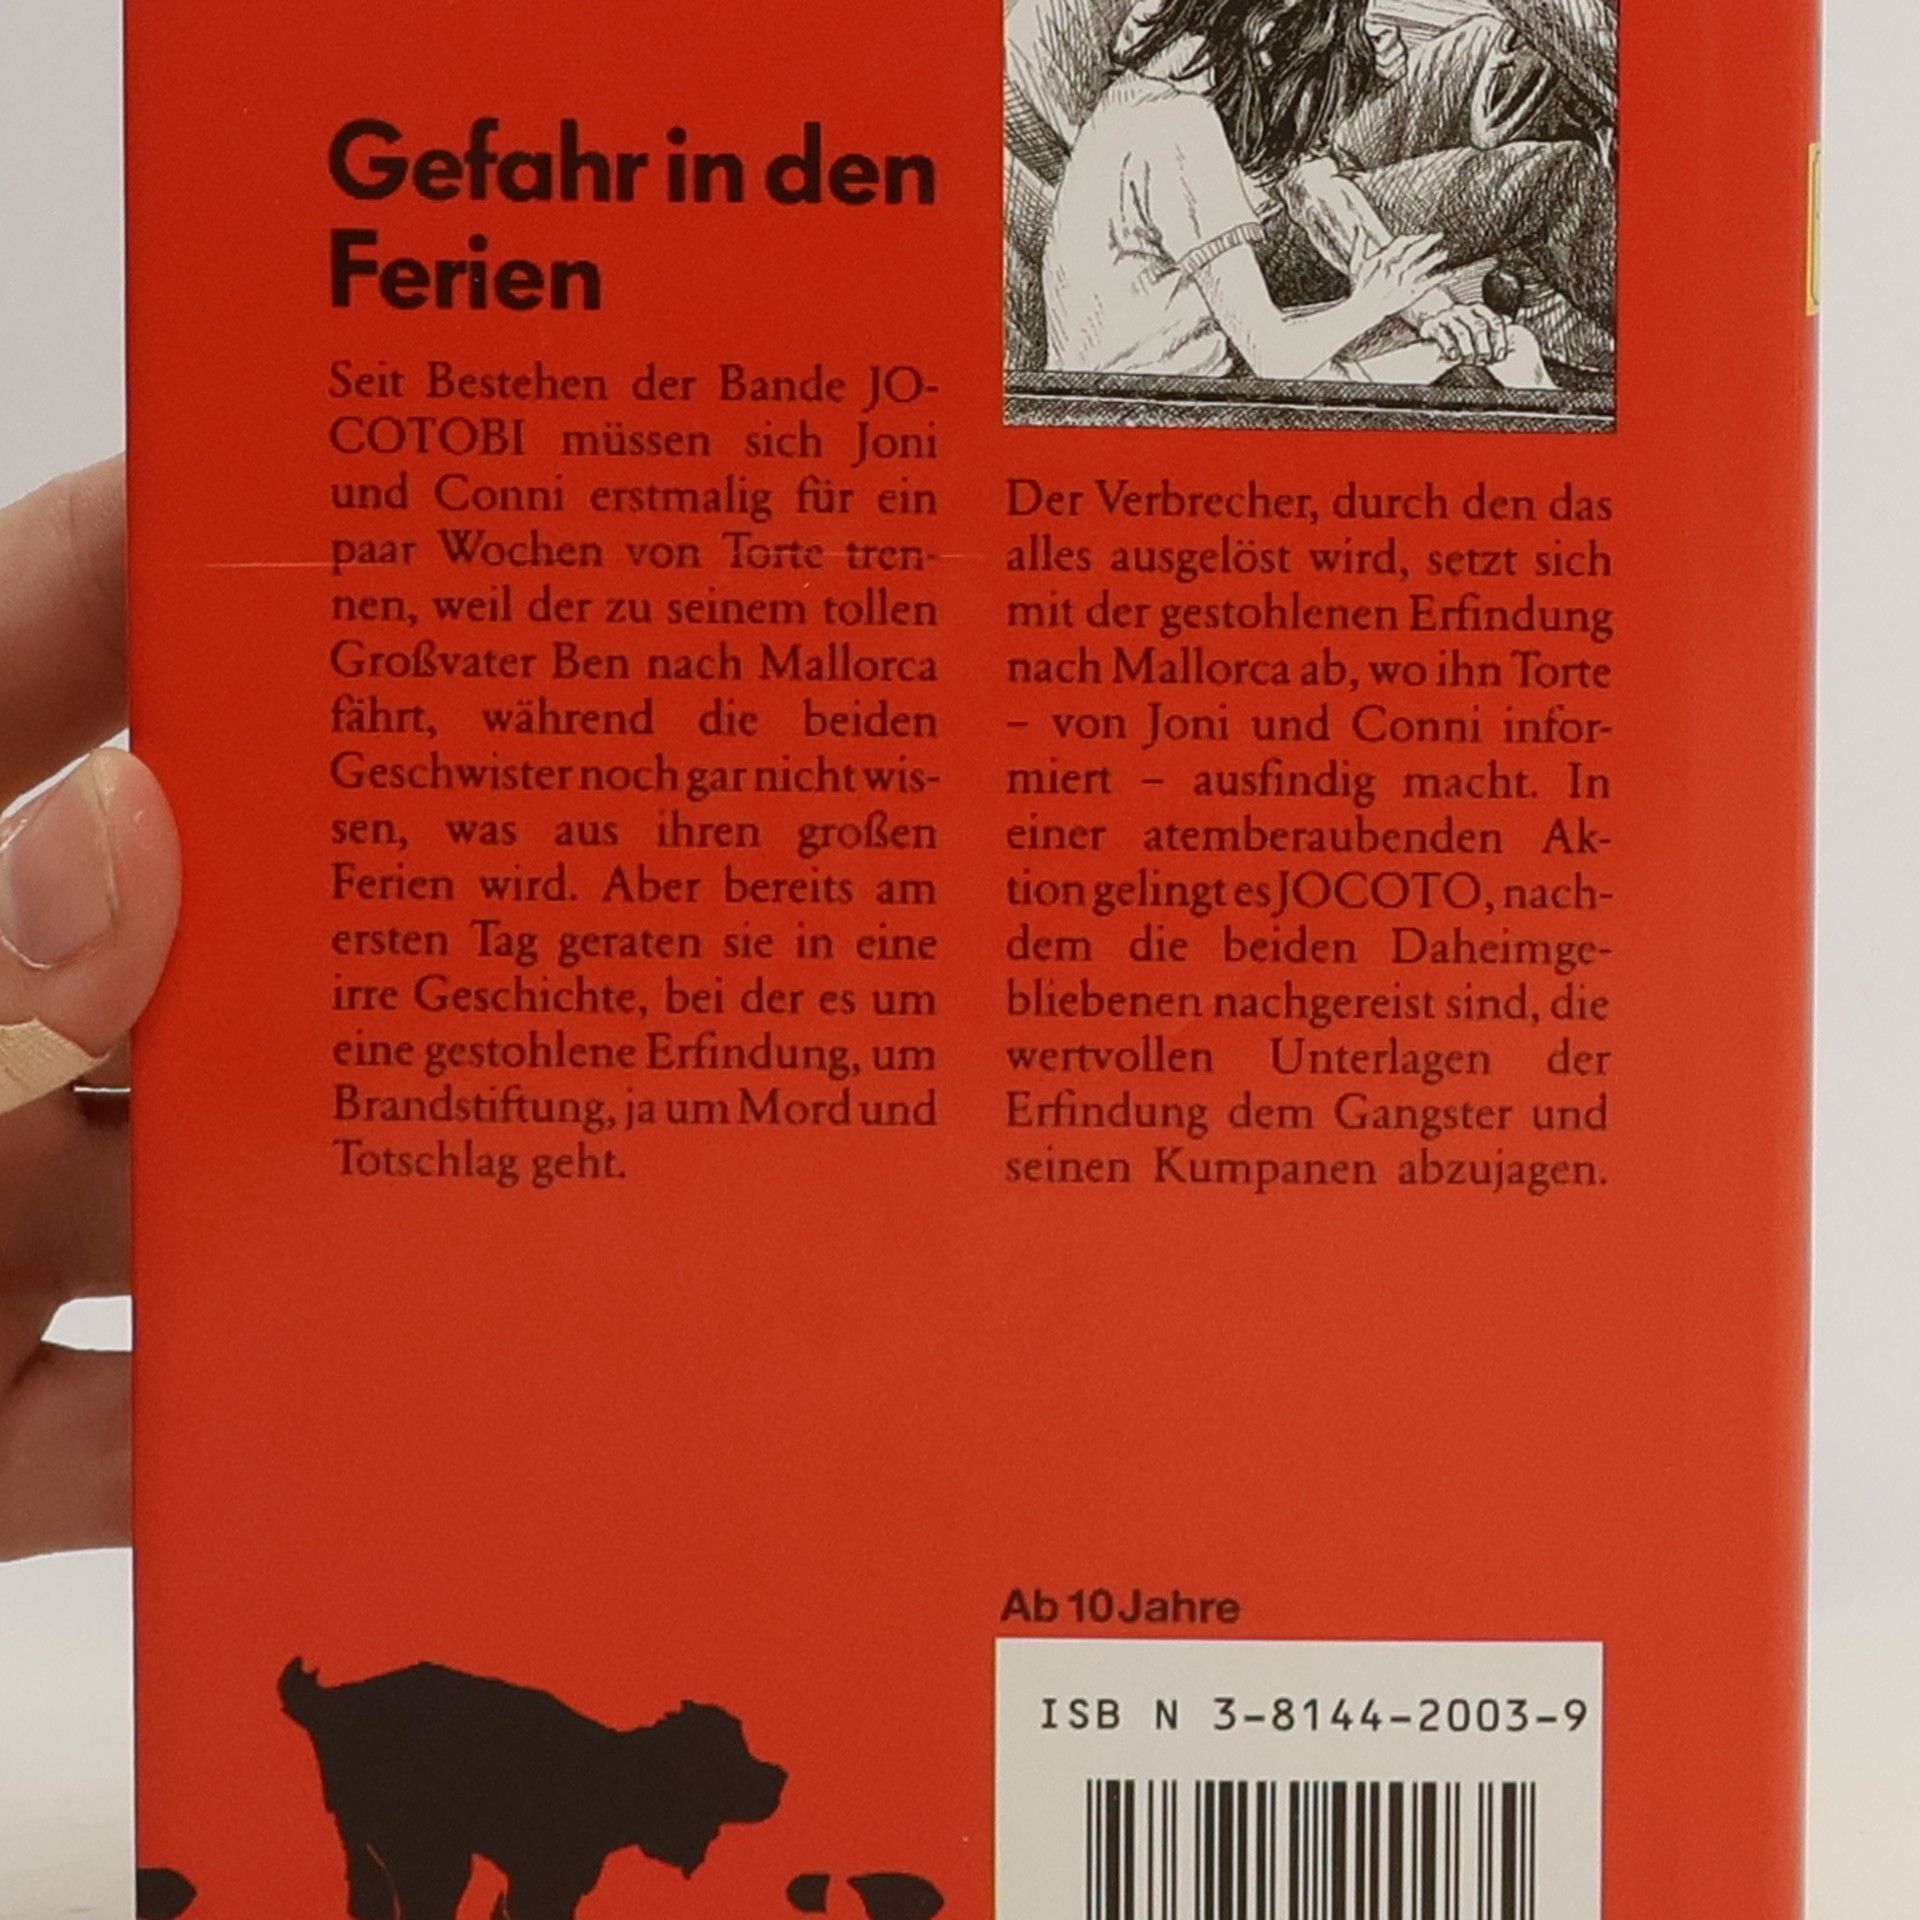 Gefahr in den
Ferien
Seit Bestehen der Bande JO-
COTOBI müssen sich Joni
und Conni erstmalig für ein
paar Wochen von Torte tren-
nen, weil der zu seinem tollen
Großvater Ben nach Mallorca
fährt, während die beiden
Geschwister noch gar nicht wis-
sen, was aus ihren großen
Ferien wird. Aber bereits am
ersten Tag geraten sie in eine
irre Geschichte, bei der es um
eine gestohlene Erfindung, um
Brandstiftung, ja um Mord und
Totschlag geht.
Der Verbrecher, durch den das
alles ausgelöst wird, setzt sich
mit der gestohlenen Erfindung
nach Mallorca ab, wo ihn Torte
– von Joni und Conni infor-
miert – ausfindig macht. In
einer atemberaubenden Ak-
tion gelingt es JOCOTO, nach-
dem die beiden Daheimge-
bliebenen nachgereist sind, die
wertvollen Unterlagen der
Erfindung dem Gangster und
seinen Kumpanen abzujagen.
Ab 10 Jahre
ISB N 3-8144-2003-9